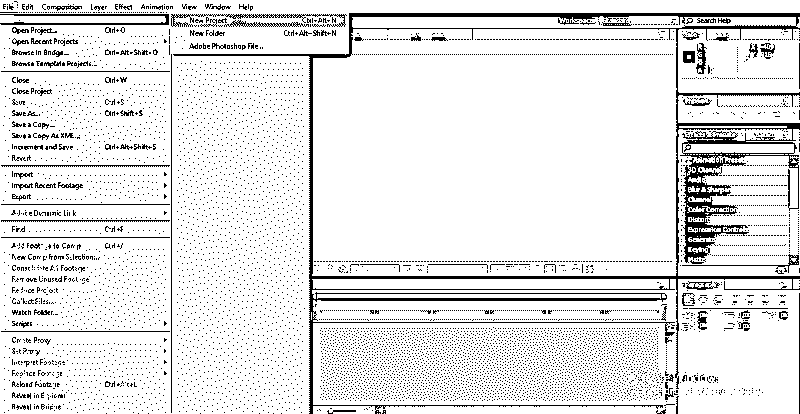 File Edit Composition Layer Effect Animation View Window Help
New Project Ctrl+Alt+N
New Folder Ctrl+Alt+Shift+N
Adobe Photoshop File...
Open Project... Ctrl+O
Open Recent Projects
Browse in Bridge... Ctrl+Alt+Shift+O
Browse Template Projects...
Close Ctrl+W
Close Project
Save Ctrl+S
Save As... Ctrl+Shift+S
Save a Copy...
Save a Copy As XML...
Increment and Save Ctrl+Alt+Shift+S
Revert
Import
Import Recent Footage
Export
Adobe Dynamic Link
Find Ctrl+F
Add Footage to Comp Ctrl+/
New Comp from Selection...
Consolidate All Footage
Remove Unused Footage
Reduce Project
Collect Files...
Watch Folder...
Scripts
Create Proxy
Set Proxy
Interpret Footage
Replace Footage
Reload Footage Ctrl+Alt+L
Reveal in Explorer
Reveal in Bridge
Workspace:
Search Help
Animation Presets
3D Channel
Audio
Blur & Sharpen
Channel
Color Correction
Distort
Expression Controls
Generate
Keying
Matte